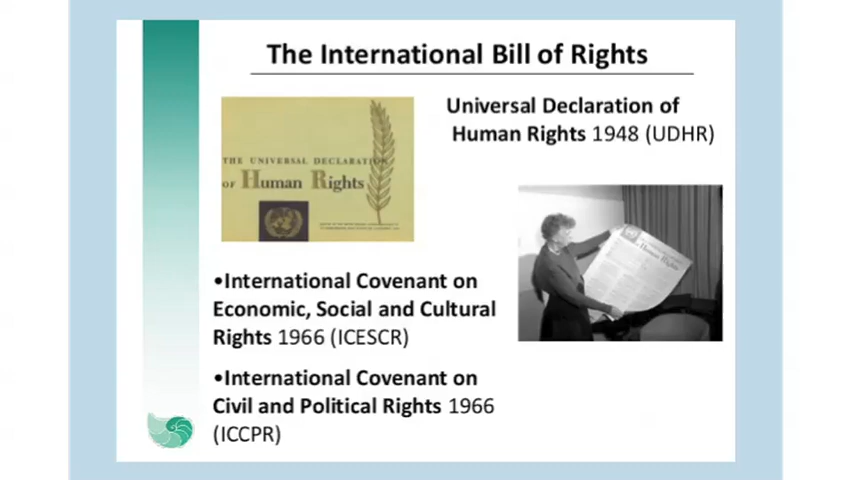 The International Bill of Rights
THE UNIVERSAL DECLARATION
OF Human Rights
Universal Declaration of
Human Rights 1948 (UDHR)
•International Covenant on
Economic, Social and Cultural
Rights 1966 (ICESCR)
•International Covenant on
Civil and Political Rights 1966
(ICCPR)